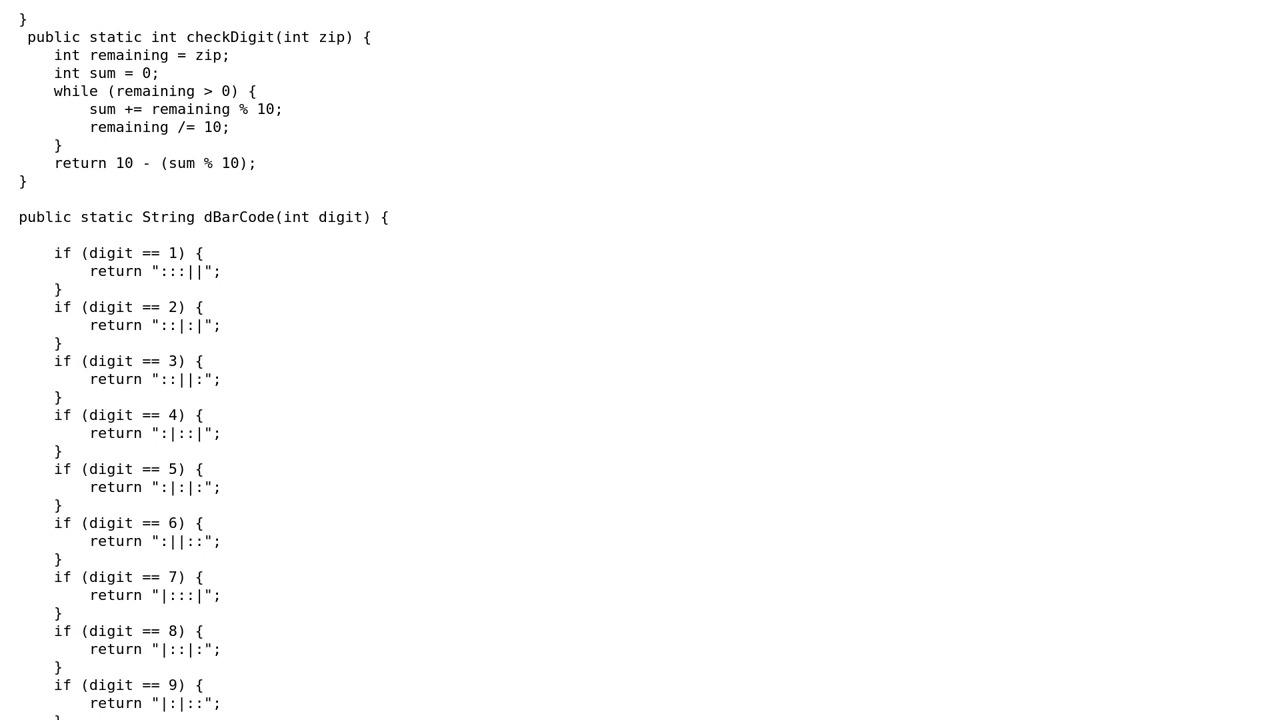 }
 public static int checkDigit(int zip) {
    int remaining = zip;
    int sum = 0;
    while (remaining > 0) {
        sum += remaining % 10;
        remaining /= 10;
    }
    return 10 - (sum % 10);
}

public static String dBarCode(int digit) {

    if (digit == 1) {
        return ":::||";
    }
    if (digit == 2) {
        return "::|:|";
    }
    if (digit == 3) {
        return "::||:";
    }
    if (digit == 4) {
        return ":|::|";
    }
    if (digit == 5) {
        return ":|:|:";
    }
    if (digit == 6) {
        return ":||::";
    }
    if (digit == 7) {
        return "|:::|";
    }
    if (digit == 8) {
        return "|::|:";
    }
    if (digit == 9) {
        return "|:|::";
    }